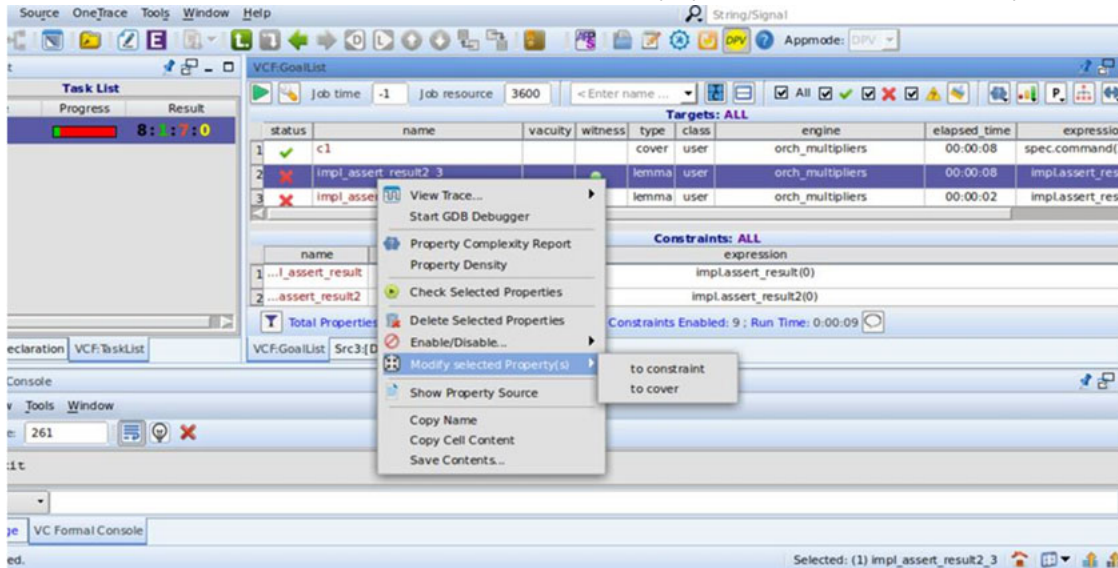 Source OneTrace Tools Window Help
String/Signal
Appmode: DPV
VCF:GoalList
Task List
Progress Result
8:1:7:0
Job time -1 Job resource 3600 <Enter name ... All
Targets: ALL
status name vacuity witness type class engine elapsed_time expressio
1 c1 cover user orch_multipliers 00:00:08 spec.command(
2 impl_assert_result2_3 lemma user orch_multipliers 00:00:08 impl.assert_res
3 impl_asse lemma user orch_multipliers 00:00:02 impl.assert_res
View Trace...
Start GDB Debugger
Property Complexity Report
Property Density
Check Selected Properties
Delete Selected Properties
Enable/Disable...
Modify selected Property(s)
Show Property Source
Copy Name
Copy Cell Content
Save Contents...
to constraint
to cover
Constraints: ALL
name expression
1 ...l_assert_result impl.assert_result(0)
2 ...assert_result2 impl.assert_result2(0)
Total Properties Constraints Enabled: 9 ; Run Time: 0:00:09
eclaration VCF:TaskList
VCF:GoalList Src3:[D
Console
Tools Window
261
VC Formal Console
ed.
Selected: (1) impl_assert_result2_3